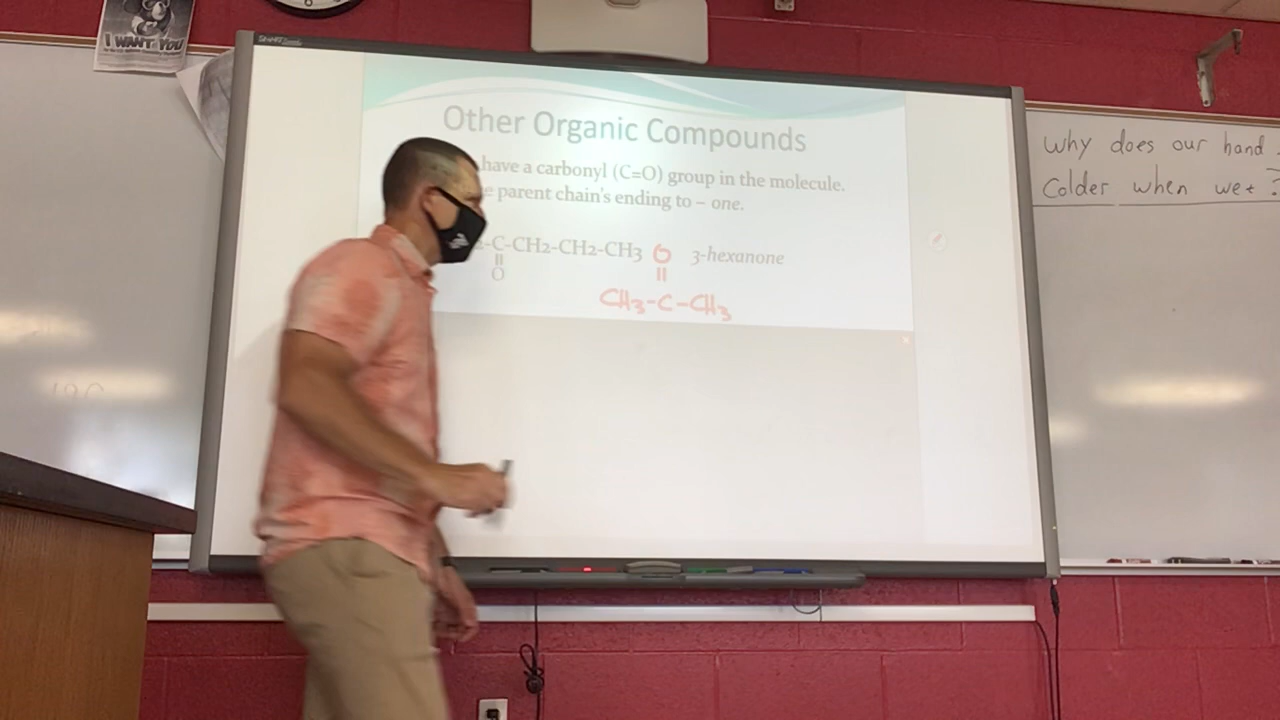 I WANT YOU
Other Organic Compounds
have a carbonyl (C=O) group in the molecule.
parent chain's ending to – one.
-C-CH2-CH2-CH3
O
||
3-hexanone
||
O
CH3-C-CH3
Why does our hand
Colder when wet?